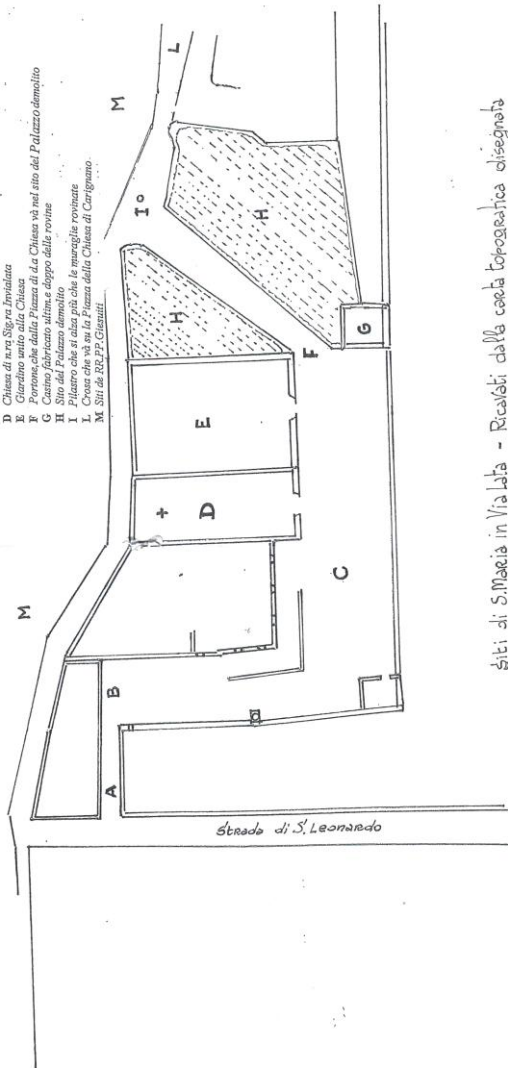 D Chiesa di n.ra Sig.ra Invialata
E Giardino unito alla Chiesa
F Portone, che dalla Piazza di d.a Chiesa và nel sito del Palazzo demolito
G Casino fabricato ultim.e doppo delle rovine
H Sito del Palazzo demolito
I Pilastro che si alza più che le muraglie rovinate
L Crosa che và su la Piazza della Chiesa di Carignano
M Siti de RR.PP. Giesuiti
M
M
L
I°
H
H
F
G
E
+
D
C
B
A
Strada di S. Leonardo
Siti di S. Maria in Via Lata - Ricavati dalla carta topografica disegnata